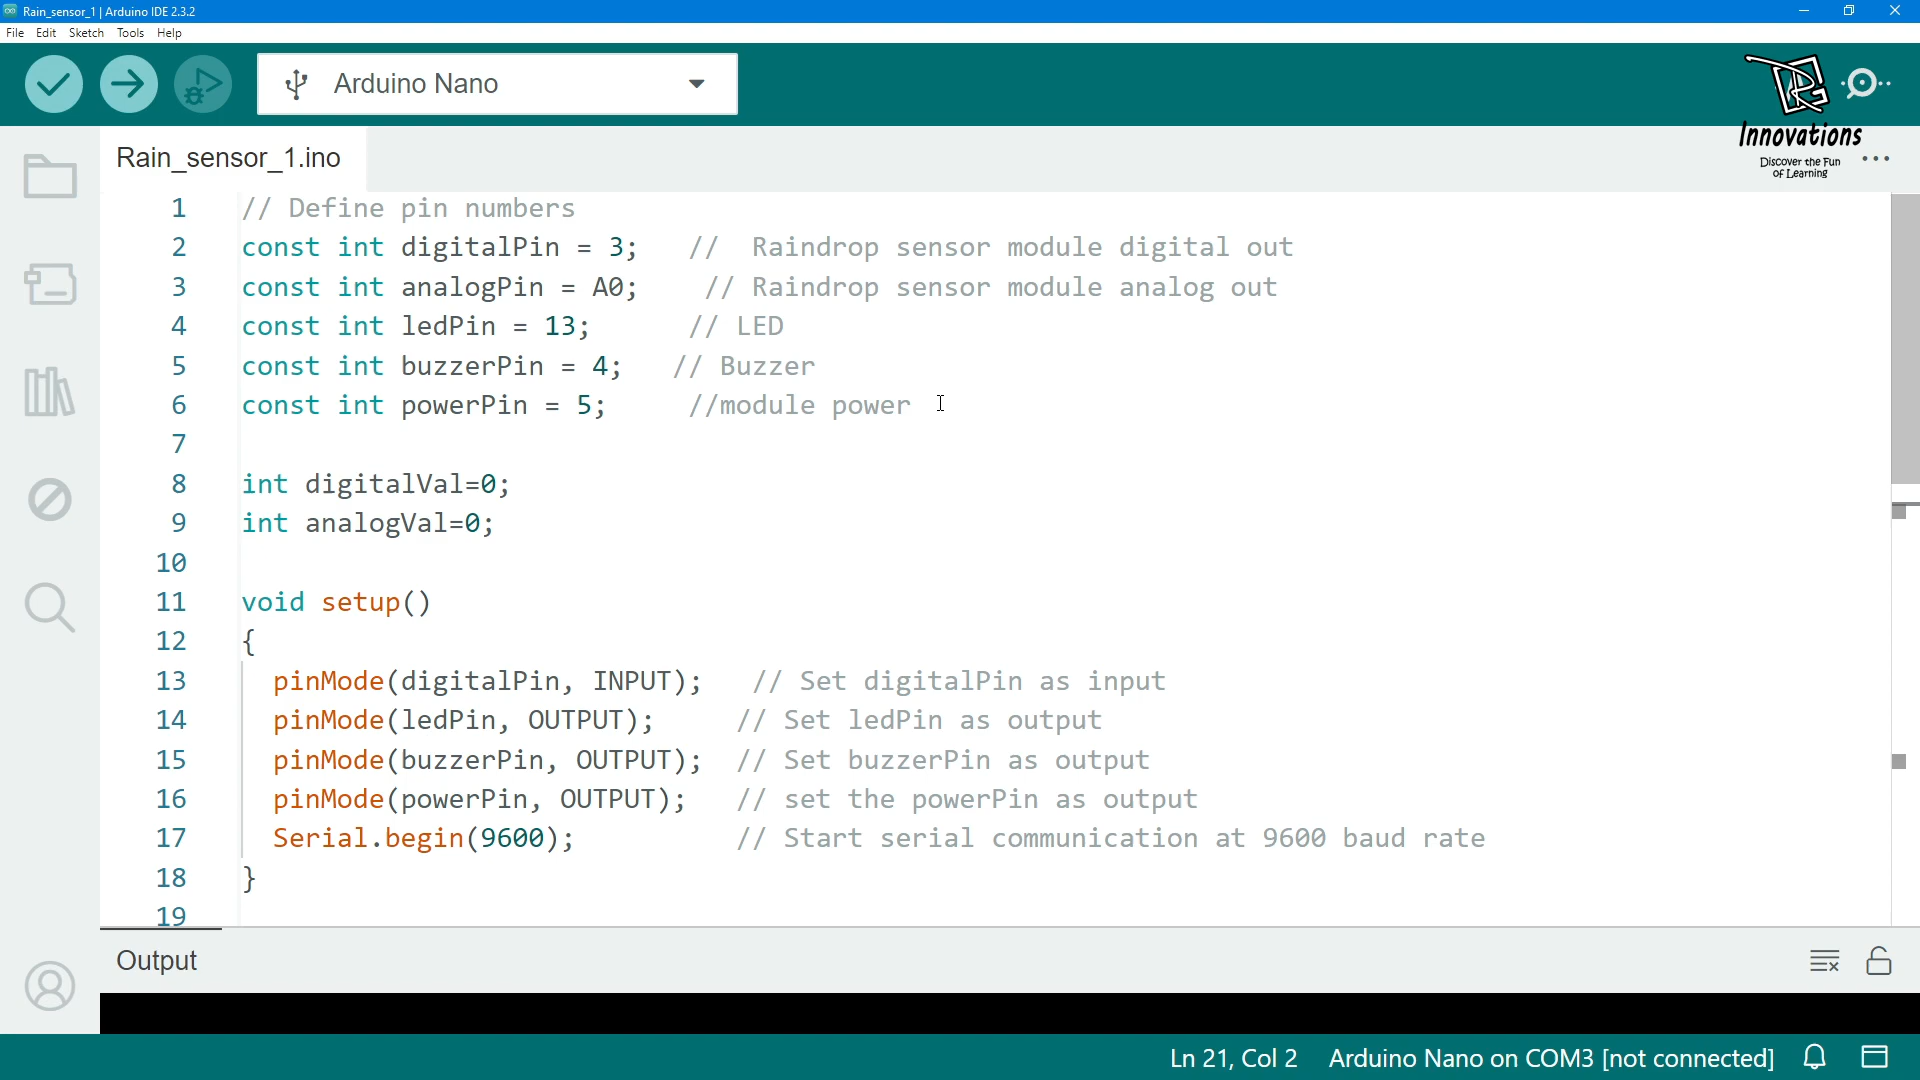 Rain_sensor_1 | Arduino IDE 2.3.2
File Edit Sketch Tools Help
Arduino Nano
Innovations
Discover the Fun
of Learning
Rain_sensor_1.ino
1 // Define pin numbers
2 const int digitalPin = 3; // Raindrop sensor module digital out
3 const int analogPin = A0; // Raindrop sensor module analog out
4 const int ledPin = 13; // LED
5 const int buzzerPin = 4; // Buzzer
6 const int powerPin = 5; //module power
7
8 int digitalVal=0;
9 int analogVal=0;
10
11 void setup()
12 {
13 pinMode(digitalPin, INPUT); // Set digitalPin as input
14 pinMode(ledPin, OUTPUT); // Set ledPin as output
15 pinMode(buzzerPin, OUTPUT); // Set buzzerPin as output
16 pinMode(powerPin, OUTPUT); // set the powerPin as output
17 Serial.begin(9600); // Start serial communication at 9600 baud rate
18 }
19
Output
Ln 21, Col 2 Arduino Nano on COM3 [not connected]